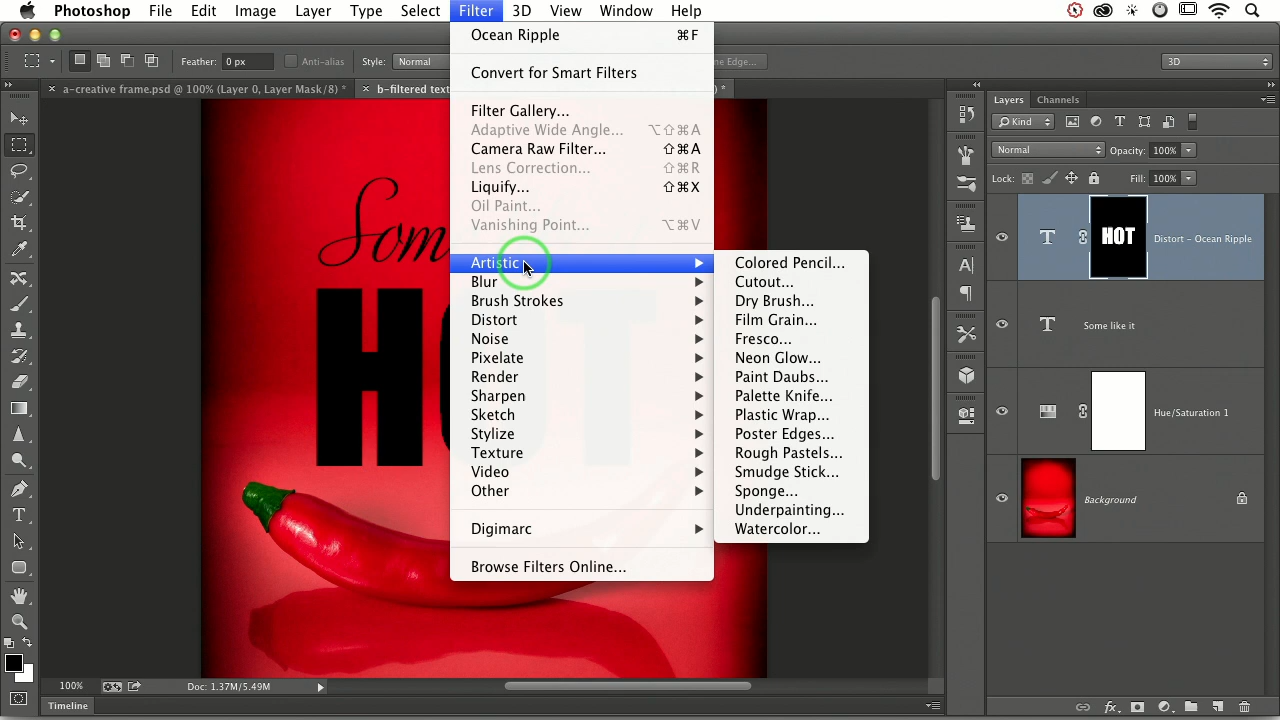 Photoshop File Edit Image Layer Type Select Filter 3D View Window Help
Feather: 0 px Anti-alias Style: Normal
3D
a-creative frame.psd @ 100% (Layer 0, Layer Mask/8) *
b-filtered text
Ocean Ripple ⌘F
Convert for Smart Filters
Filter Gallery...
Adaptive Wide Angle... ⌥⇧⌘A
Camera Raw Filter... ⇧⌘A
Lens Correction... ⇧⌘R
Liquify... ⇧⌘X
Oil Paint...
Vanishing Point... ⌥⌘V
Artistic
Blur
Brush Strokes
Distort
Noise
Pixelate
Render
Sharpen
Sketch
Stylize
Texture
Video
Other
Digimarc
Browse Filters Online...
Colored Pencil...
Cutout...
Dry Brush...
Film Grain...
Fresco...
Neon Glow...
Paint Daubs...
Palette Knife...
Plastic Wrap...
Poster Edges...
Rough Pastels...
Smudge Stick...
Sponge...
Underpainting...
Watercolor...
Som
HOT
Layers Channels
Kind
Normal Opacity: 100%
Lock: Fill: 100%
HOT Distort - Ocean Ripple
Some like it
Hue/Saturation 1
Background
100% Doc: 1.37M/5.49M
Timeline